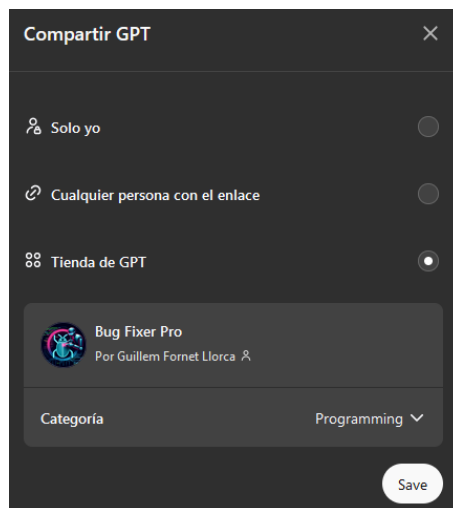 Compartir GPT
Solo yo
Cualquier persona con el enlace
Tienda de GPT
Bug Fixer Pro
Por Guillem Fornet Llorca
Categoría
Programming
Save